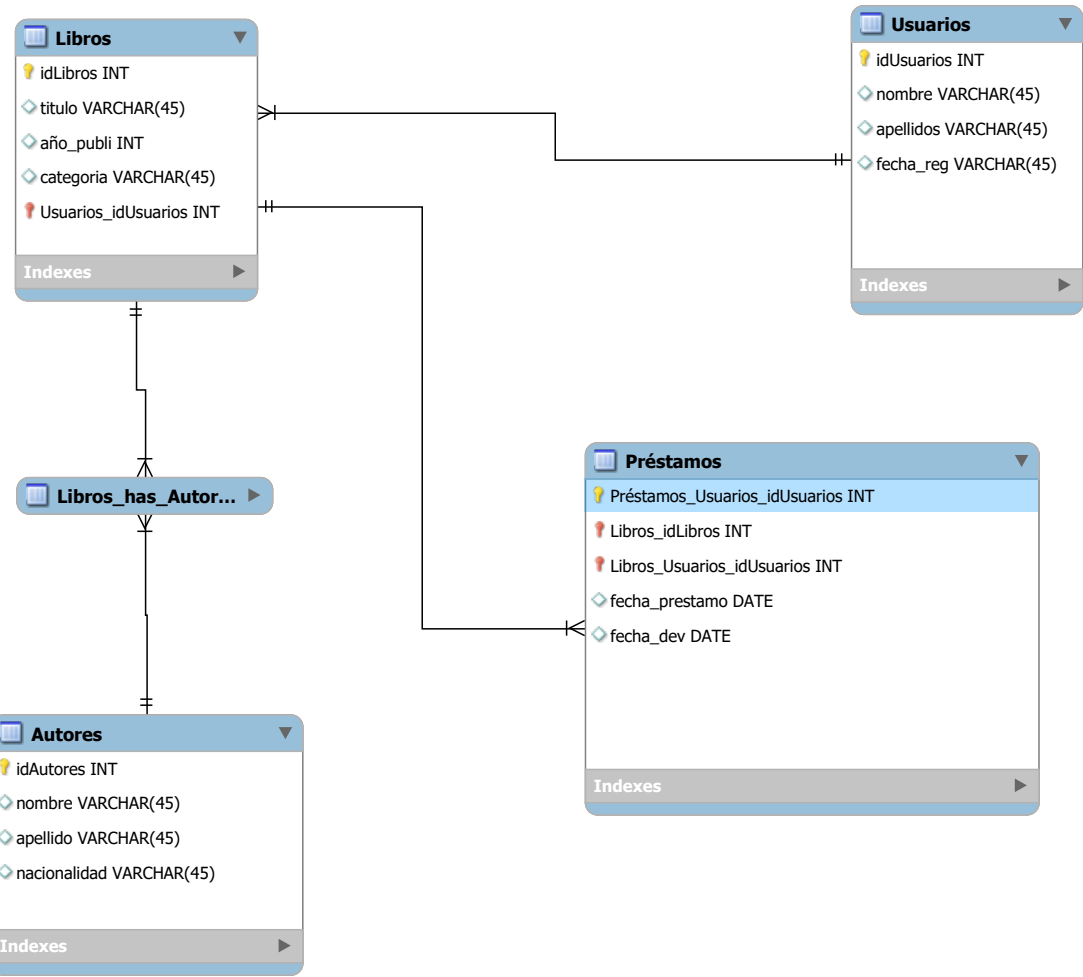 Libros
idLibros INT
titulo VARCHAR(45)
año_publi INT
categoria VARCHAR(45)
Usuarios_idUsuarios INT
Indexes
Usuarios
idUsuarios INT
nombre VARCHAR(45)
apellidos VARCHAR(45)
fecha_reg VARCHAR(45)
Indexes
Libros_has_Autor...
Préstamos
Préstamos_Usuarios_idUsuarios INT
Libros_idLibros INT
Libros_Usuarios_idUsuarios INT
fecha_prestamo DATE
fecha_dev DATE
Indexes
Autores
idAutores INT
nombre VARCHAR(45)
apellido VARCHAR(45)
nacionalidad VARCHAR(45)
Indexes